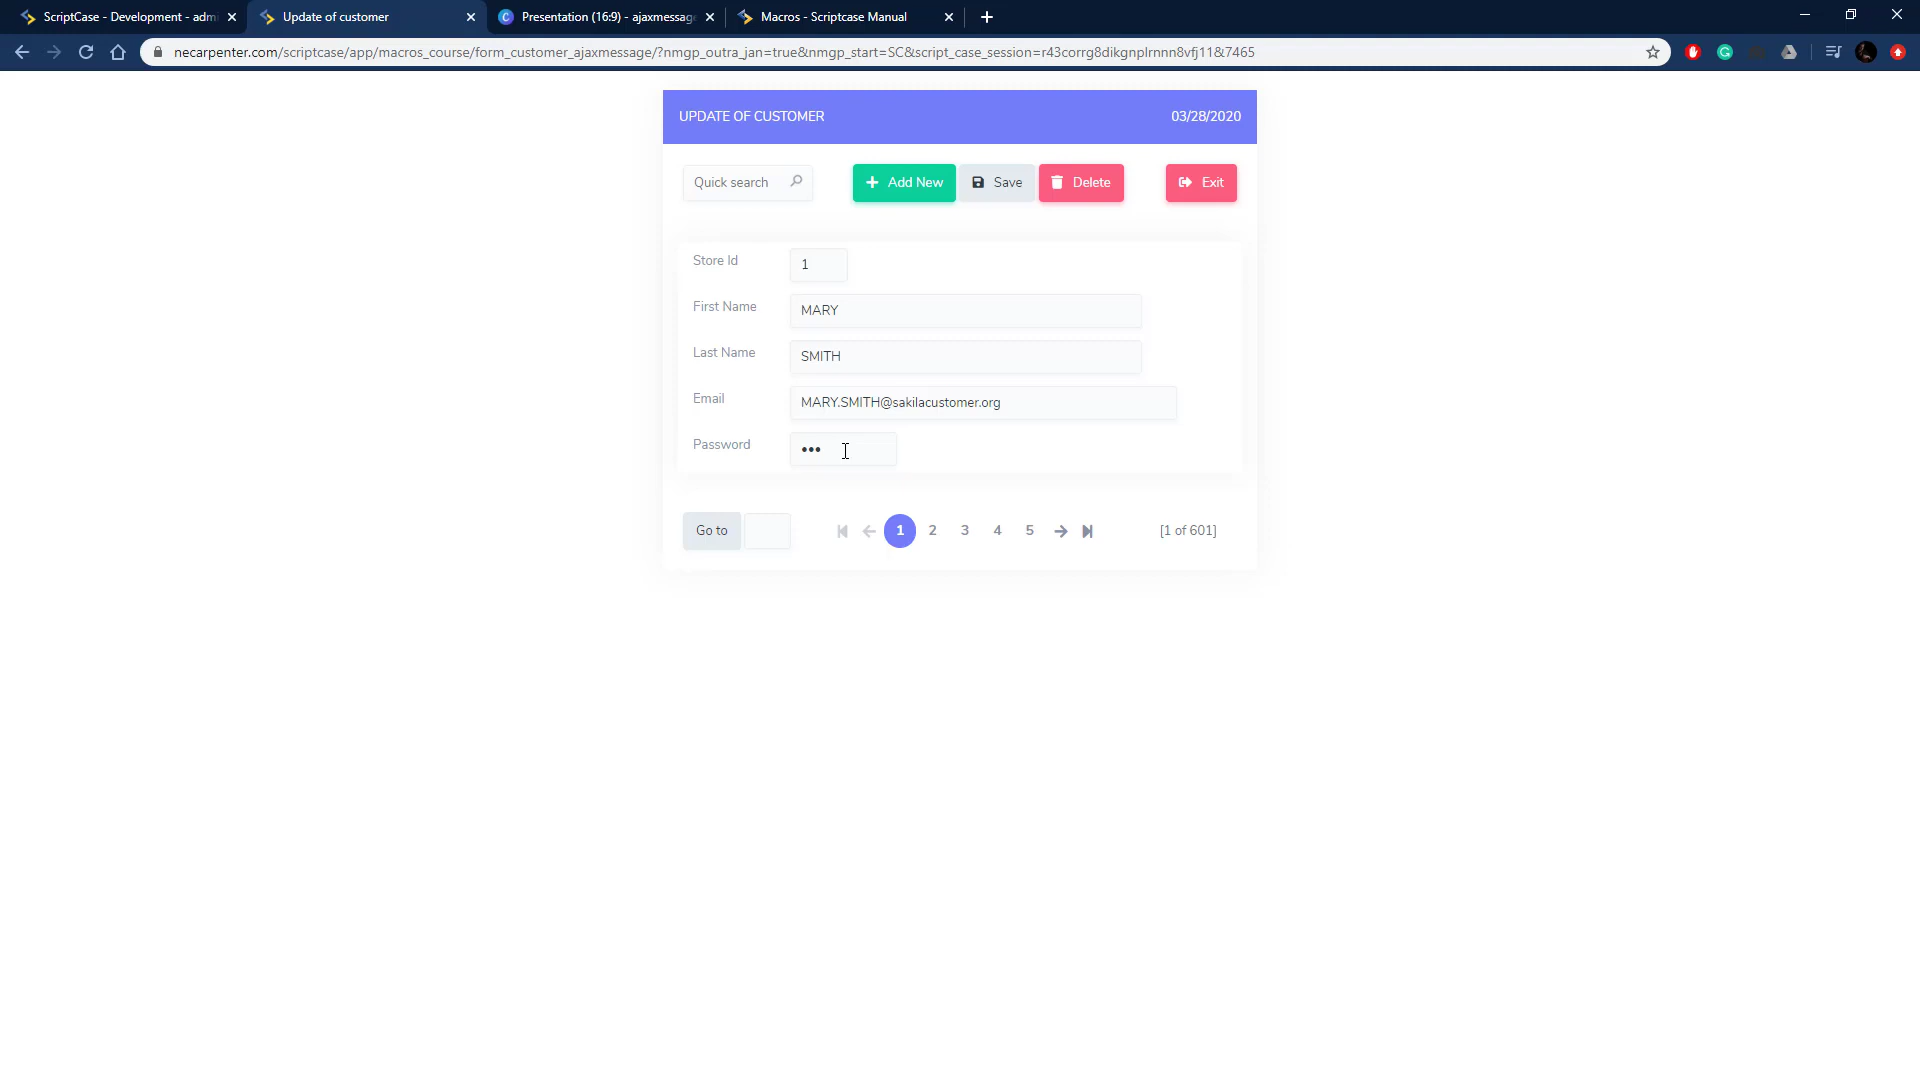 ScriptCase - Development - adm
Update of customer
Presentation (16:9) - ajaxmessag
Macros - Scriptcase Manual
necarpenter.com/scriptcase/app/macros_course/form_customer_ajaxmessage/?nmgp_outra_jan=true&nmgp_start=SC&script_case_session=r43corrg8dikgnplrnnn8vfj11&7465
UPDATE OF CUSTOMER 03/28/2020
Quick search Add New Save Delete Exit
Store Id 1
First Name MARY
Last Name SMITH
Email MARY.SMITH@sakilacustomer.org
Password •••
Go to 1 2 3 4 5 [1 of 601]